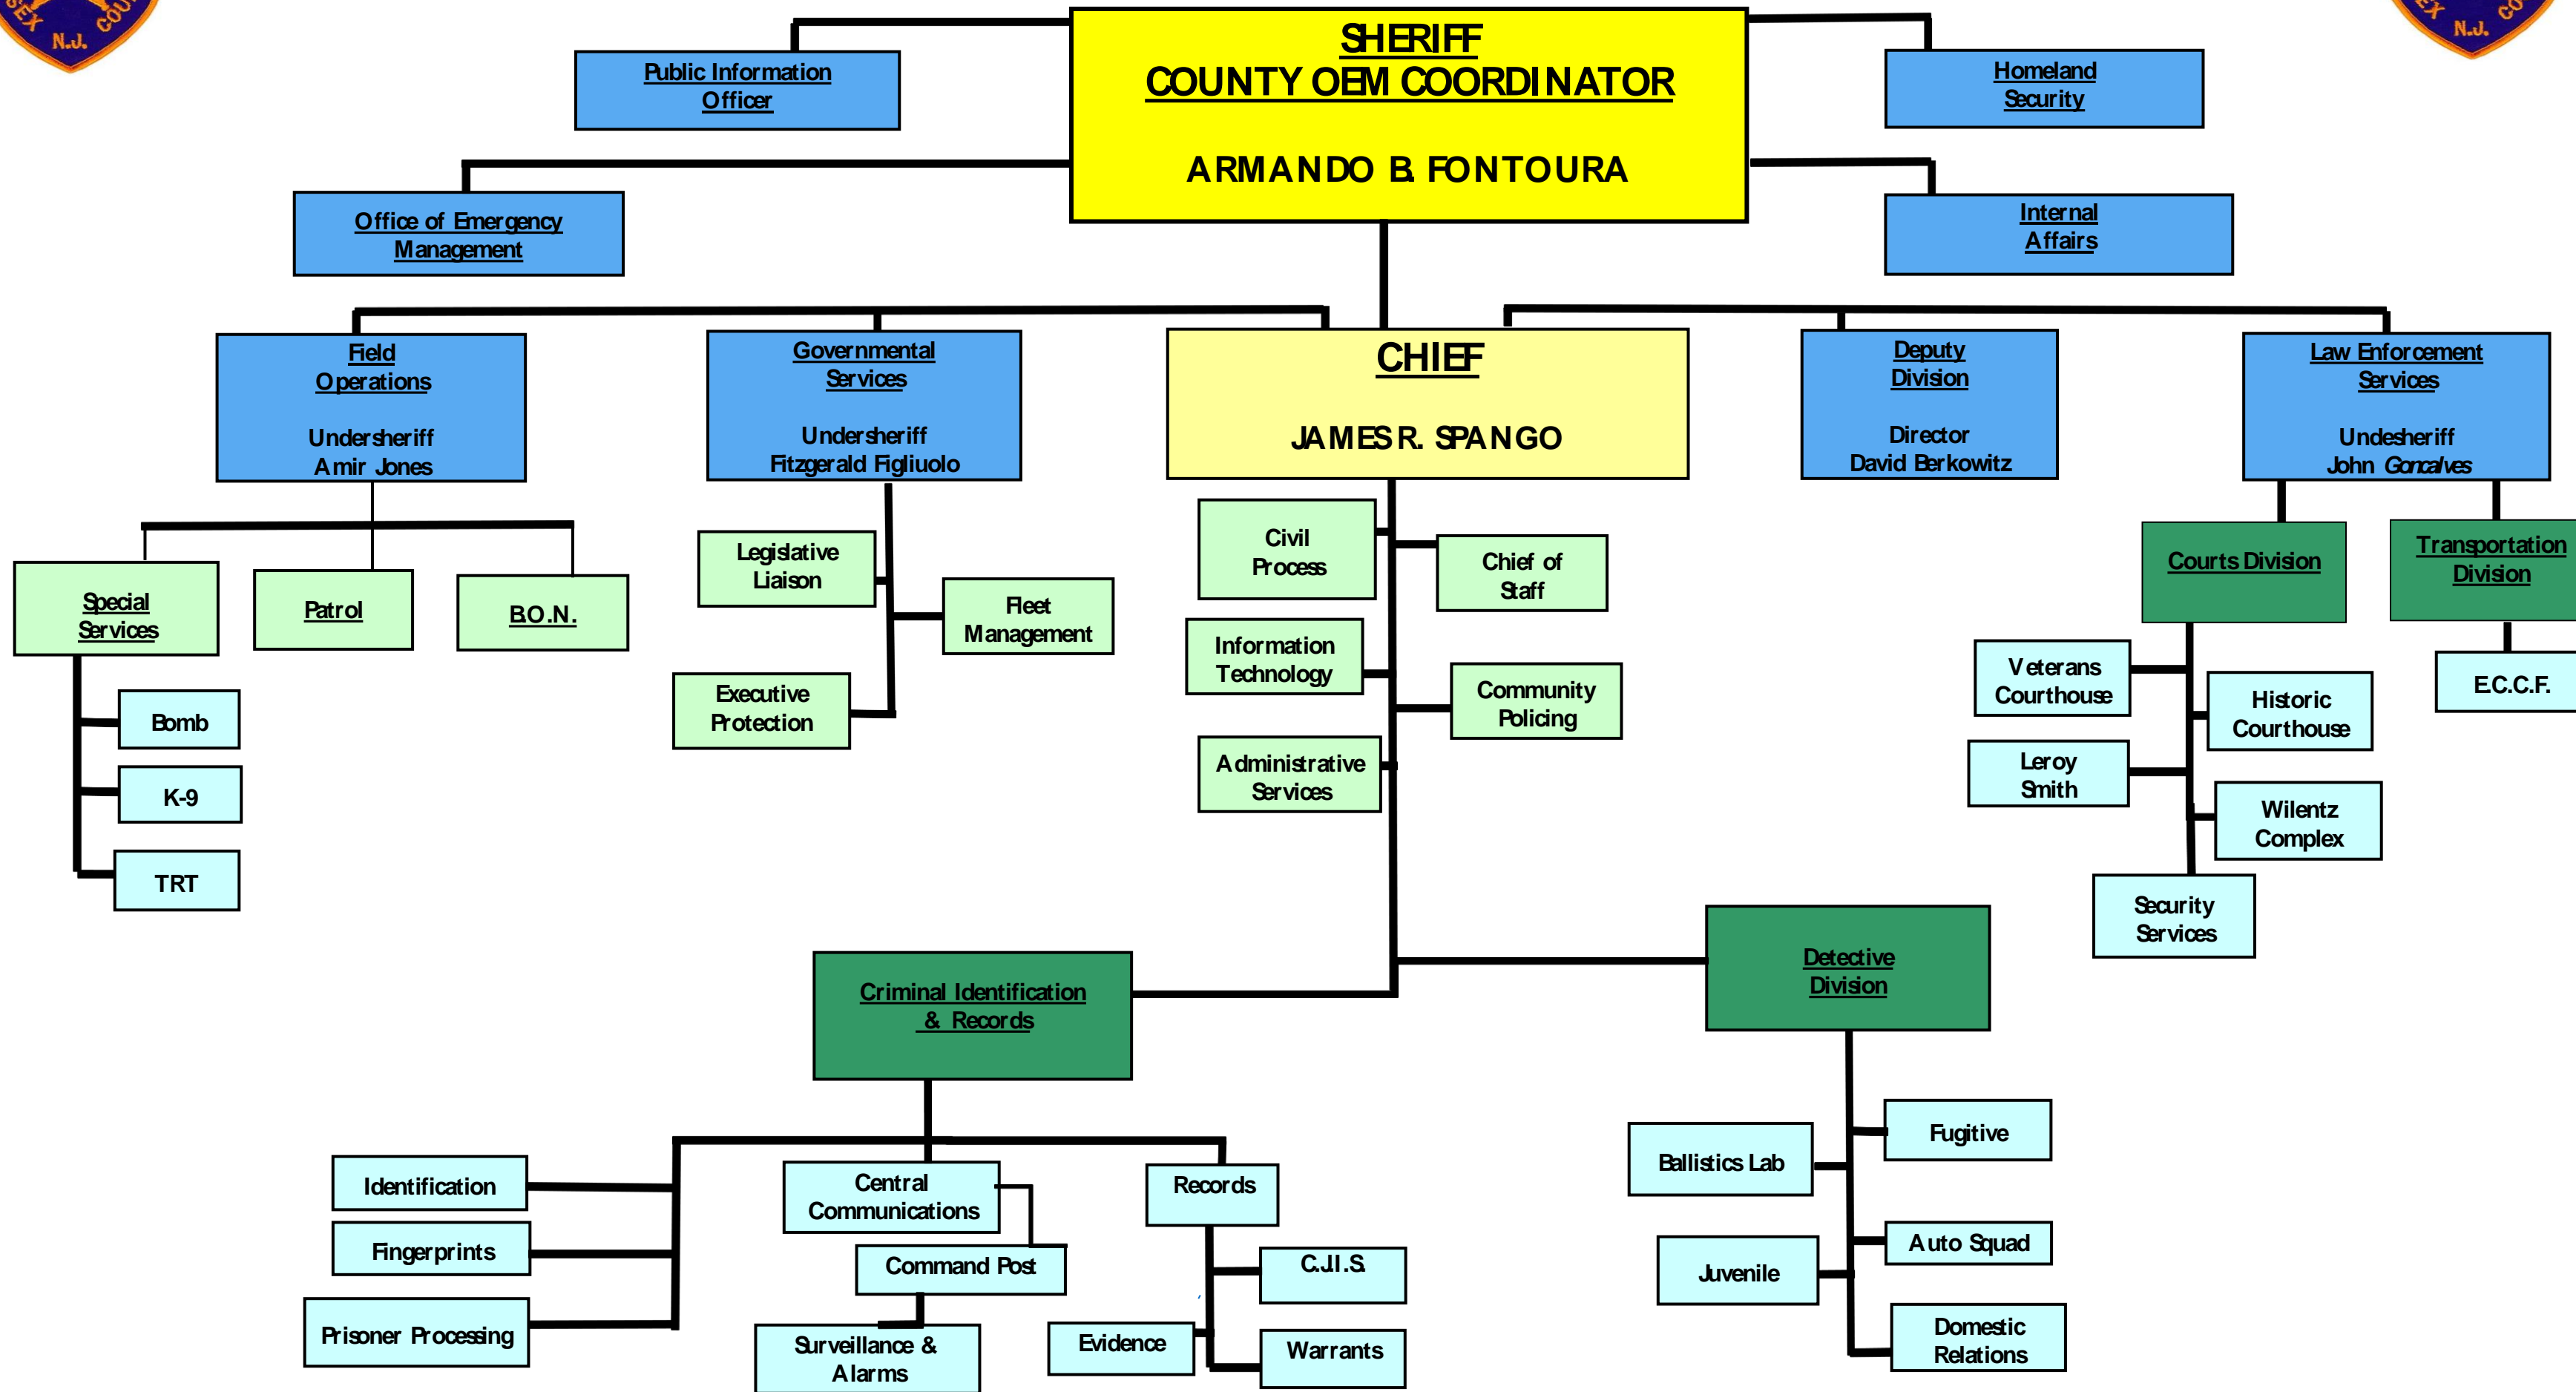 SHERIFF
COUNTY OEM COORDINATOR
ARMANDO B. FONTOURA
N.J.
N.J.
Public Information
Officer
Homeland
Security
Office of Emergency
Management
Internal
Affairs
Field
Operations
Undersheriff
Amir Jones
Governmental
Services
Undersheriff
Fitzgerald Figliuolo
CHIEF
JAMES R. SPANGO
Deputy
Division
Director
David Berkowitz
Law Enforcement
Services
Undesheriff
John Goncalves
Special
Services
Patrol
B.O.N.
Bomb
K-9
TRT
Legislative
Liaison
Fleet
Management
Executive
Protection
Civil
Process
Chief of
Staff
Information
Technology
Community
Policing
Administrative
Services
Courts Division
Transportation
Division
Veterans
Courthouse
Historic
Courthouse
E.C.C.F.
Leroy
Smith
Wilentz
Complex
Security
Services
Criminal Identification
& Records
Detective
Division
Identification
Fingerprints
Prisoner Processing
Central
Communications
Command Post
Surveillance &
Alarms
Records
C.J.I.S.
Evidence
Warrants
Ballistics Lab
Fugitive
Auto Squad
Juvenile
Domestic
Relations